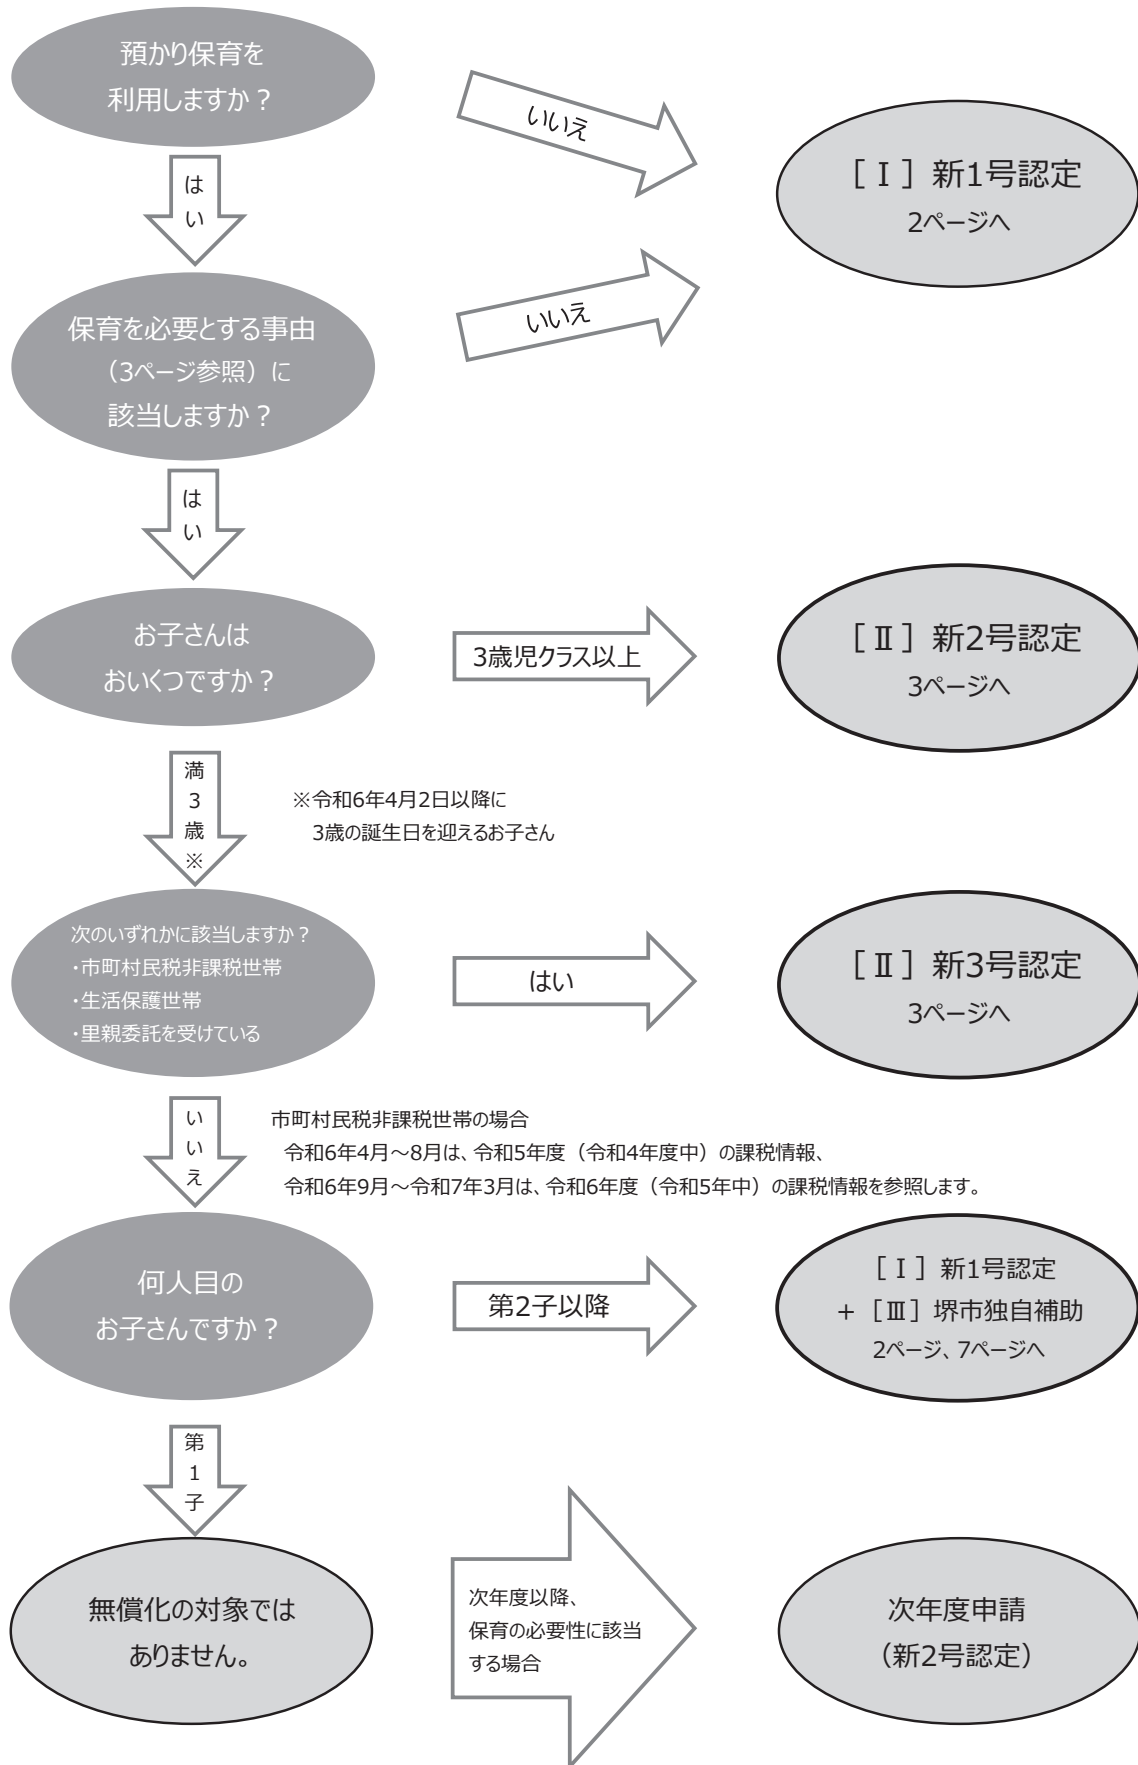 預かり保育を
利用しますか？
いいえ
［Ⅰ］新1号認定
2ページへ
はい
保育を必要とする事由
（3ページ参照）に
該当しますか？
いいえ
はい
お子さんは
おいくつですか？
3歳児クラス以上
［Ⅱ］新2号認定
3ページへ
満3歳※
※令和6年4月2日以降に
3歳の誕生日を迎えるお子さん
次のいずれかに該当しますか？
・市町村民税非課税世帯
・生活保護世帯
・里親委託を受けている
はい
［Ⅱ］新3号認定
3ページへ
いいえ
市町村民税非課税世帯の場合
令和6年4月～8月は、令和5年度（令和4年度中）の課税情報、
令和6年9月～令和7年3月は、令和6年度（令和5年中）の課税情報を参照します。
何人目の
お子さんですか？
第2子以降
［Ⅰ］新1号認定
+［Ⅲ］堺市独自補助
2ページ、7ページへ
第1子
無償化の対象では
ありません。
次年度以降、
保育の必要性に該当
する場合
次年度申請
（新2号認定）